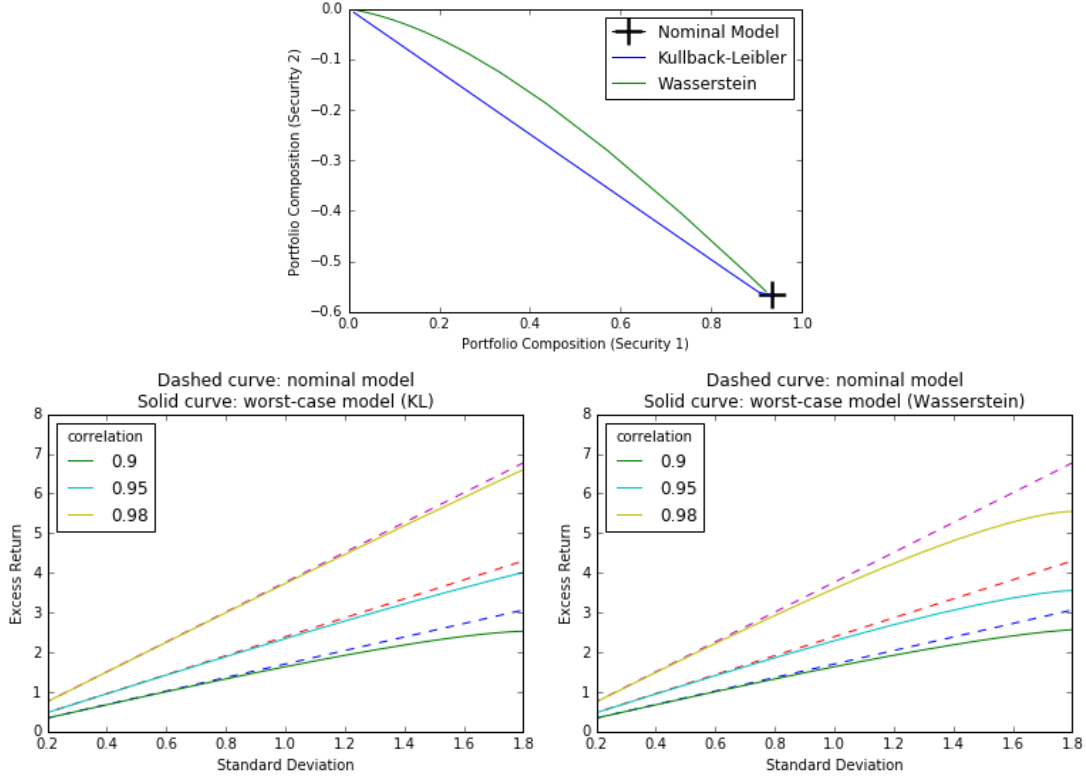 0.0
−0.1
−0.2
−0.3
−0.4
−0.5
−0.6
Portfolio Composition (Security 2)
Nominal Model
Kullback-Leibler
Wasserstein
0.0 0.2 0.4 0.6 0.8 1.0
Portfolio Composition (Security 1)
Dashed curve: nominal model
Solid curve: worst-case model (KL)
8
7
6
5
4
3
2
1
0
Excess Return
correlation
0.9
0.95
0.98
0.2 0.4 0.6 0.8 1.0 1.2 1.4 1.6 1.8
Standard Deviation
Dashed curve: nominal model
Solid curve: worst-case model (Wasserstein)
8
7
6
5
4
3
2
1
0
Excess Return
correlation
0.9
0.95
0.98
0.2 0.4 0.6 0.8 1.0 1.2 1.4 1.6 1.8
Standard Deviation